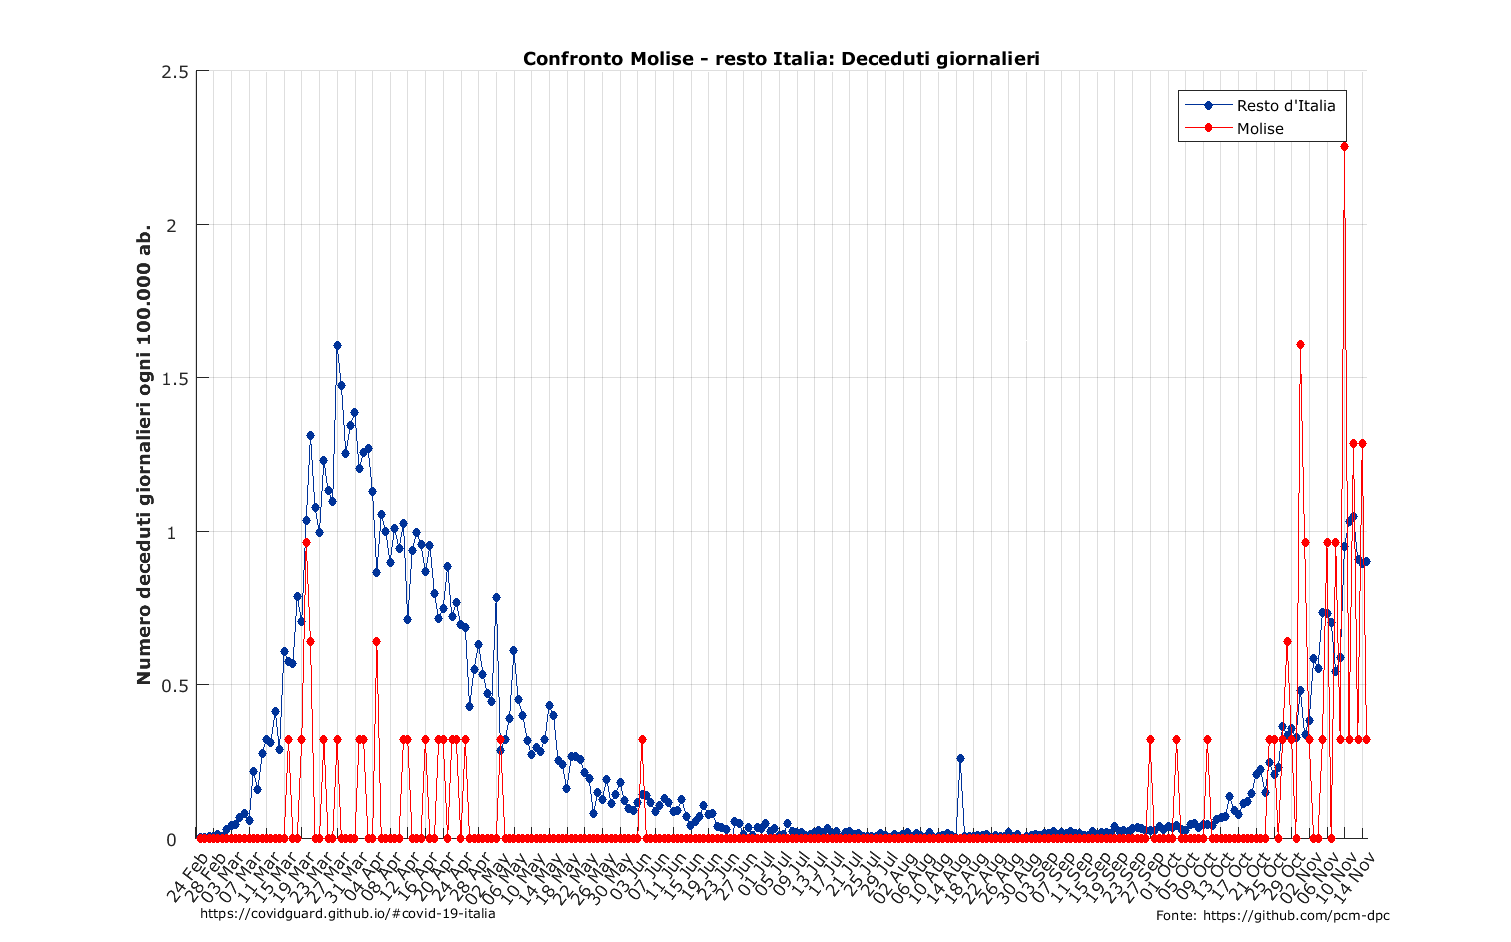 Confronto Molise - resto Italia: Deceduti giornalieri
Resto d'Italia
Molise
Numero deceduti giornalieri ogni 100.000 ab.
2.5
2
1.5
1
0.5
0
24 Feb
28 Feb
03 Mar
07 Mar
11 Mar
15 Mar
19 Mar
23 Mar
27 Mar
31 Mar
04 Apr
08 Apr
12 Apr
16 Apr
20 Apr
24 Apr
28 Apr
02 May
06 May
10 May
14 May
18 May
22 May
26 May
30 May
03 Jun
07 Jun
11 Jun
15 Jun
19 Jun
23 Jun
27 Jun
01 Jul
05 Jul
09 Jul
13 Jul
17 Jul
21 Jul
25 Jul
29 Jul
02 Aug
06 Aug
10 Aug
14 Aug
18 Aug
22 Aug
26 Aug
30 Aug
03 Sep
07 Sep
11 Sep
15 Sep
19 Sep
23 Sep
27 Sep
01 Oct
05 Oct
09 Oct
13 Oct
17 Oct
21 Oct
25 Oct
29 Oct
02 Nov
06 Nov
10 Nov
14 Nov
https://covidguard.github.io/#covid-19-italia
Fonte: https://github.com/pcm-dpc